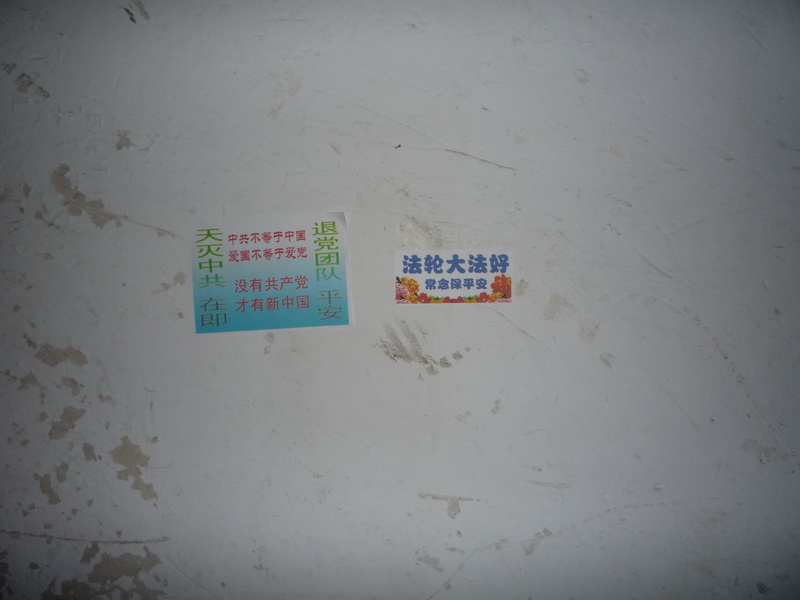 天灭中共 在即
中共不等于中国
爱国不等于爱党
没有共产党
才有新中国
退党团队 平安
法轮大法好
常念保平安